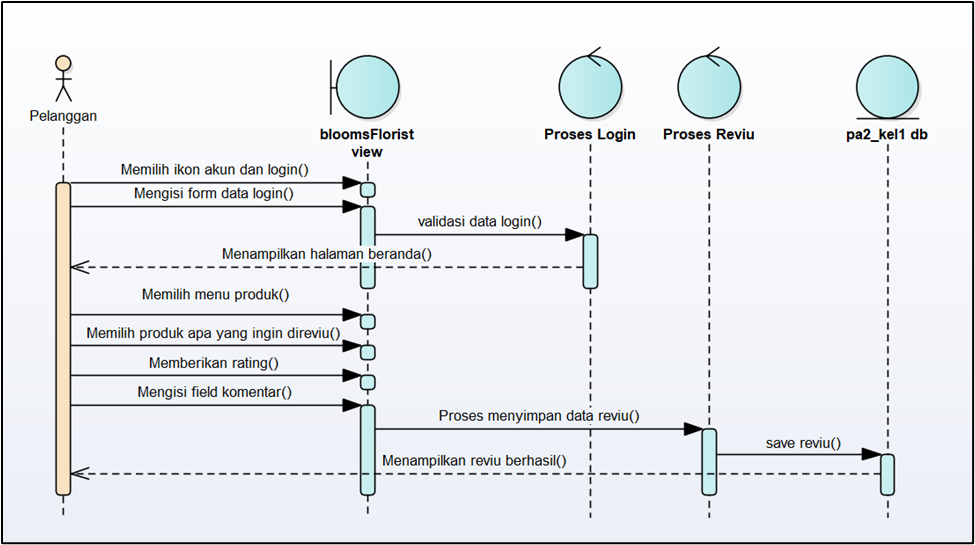 Pelanggan
bloomsFlorist
view
Proses Login
Proses Reviu
pa2_kel1 db
Memilih ikon akun dan login()
Mengisi form data login()
validasi data login()
Menampilkan halaman beranda()
Memilih menu produk()
Memilih produk apa yang ingin direviu()
Memberikan rating()
Mengisi field komentar()
Proses menyimpan data reviu()
save reviu()
Menampilkan reviu berhasil()